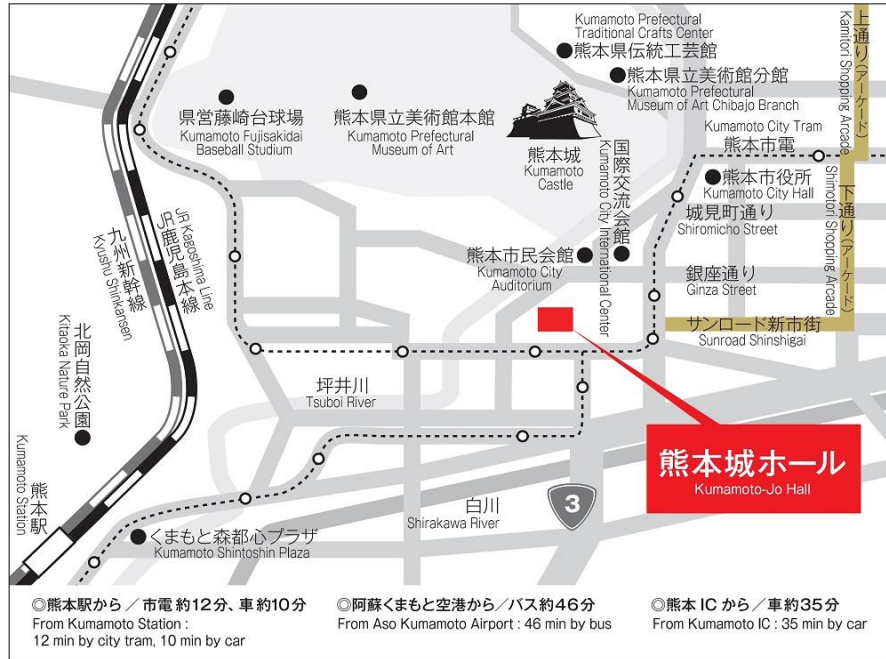 Kumamoto Prefectural
Traditional Crafts Center
熊本県伝統工芸館
熊本県立美術館分館
Kumamoto Prefectural
Museum of Art Chibajo Branch
上通り(アーケード)
Kamitori Shopping Arcade
県営藤崎台球場
Kumamoto Fujisakidai
Baseball Studium
熊本県立美術館本館
Kumamoto Prefectural
Museum of Art
熊本城
Kumamoto
Castle
国際交流会館
Kumamoto City International Center
Kumamoto City Tram
熊本市電
熊本市役所
Kumamoto City Hall
下通り(アーケード)
Shimotori Shopping Arcade
城見町通り
Shiromicho Street
熊本市民会館
Kumamoto City
Auditorium
銀座通り
Ginza Street
サンロード新市街
Sunroad Shinshigai
JR鹿児島本線
JR Kagoshima Line
九州新幹線
Kyushu Shinkansen
北岡自然公園
Kitaoka Nature Park
坪井川
Tsuboi River
熊本城ホール
Kumamoto-Jo Hall
熊本駅
Kumamoto Station
白川
Shirakawa River
3
くまもと森都心プラザ
Kumamoto Shintoshin Plaza
◎熊本駅から/市電 約12分、車 約10分
From Kumamoto Station :
12 min by city tram, 10 min by car
◎阿蘇くまもと空港から/バス約46分
From Aso Kumamoto Airport : 46 min by bus
◎熊本 IC から/車約35分
From Kumamoto IC : 35 min by car